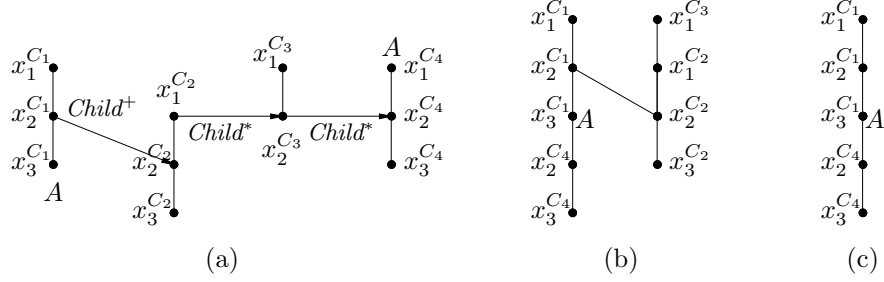 x_1^{C_1}
x_2^{C_1}
x_3^{C_1}
A
Child^+
x_1^{C_2}
x_2^{C_2}
x_3^{C_2}
Child^*
x_1^{C_3}
x_2^{C_3}
Child^*
A
x_1^{C_4}
x_2^{C_4}
x_3^{C_4}
(a)
x_1^{C_1}
x_2^{C_1}
x_3^{C_1}
A
x_2^{C_4}
x_3^{C_4}
x_1^{C_3}
x_1^{C_2}
x_2^{C_2}
x_3^{C_2}
(b)
x_1^{C_1}
x_2^{C_1}
x_3^{C_1}
A
x_2^{C_4}
x_3^{C_4}
(c)